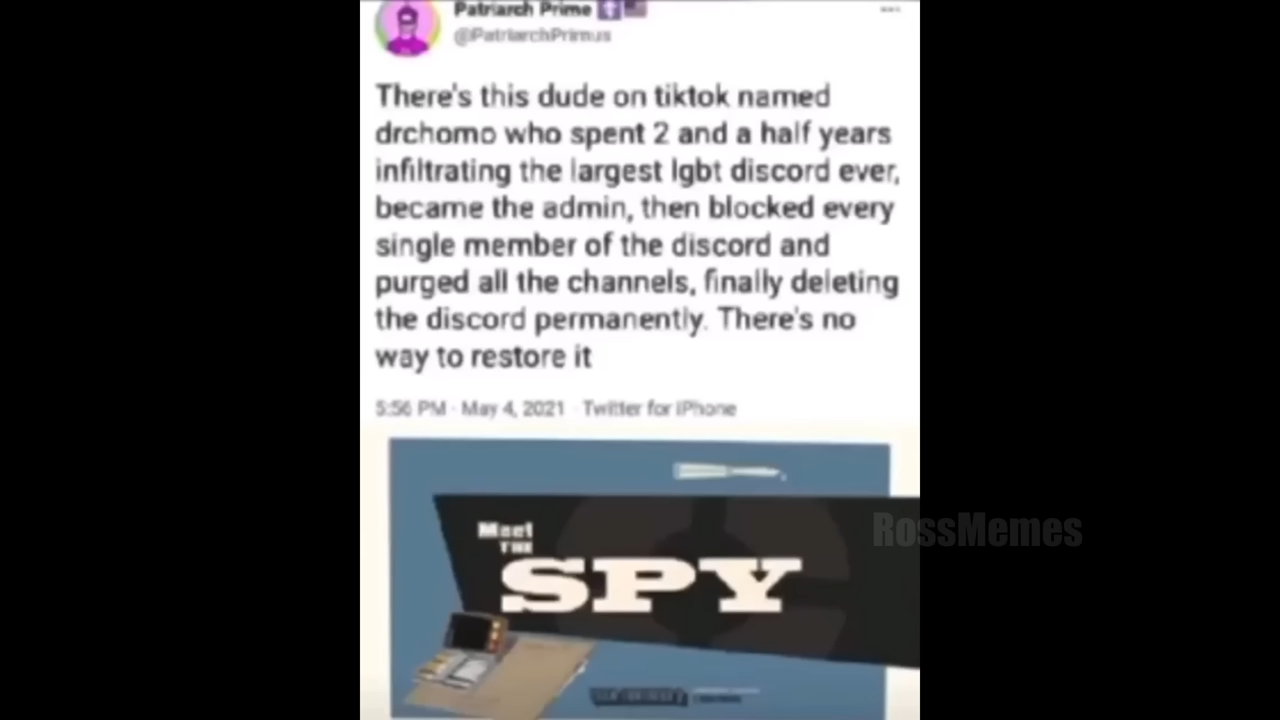 Patriarch Prime
@PatriarchPrimus
There's this dude on tiktok named
drchomo who spent 2 and a half years
infiltrating the largest lgbt discord ever,
became the admin, then blocked every
single member of the discord and
purged all the channels, finally deleting
the discord permanently. There's no
way to restore it
5:56 PM · May 4, 2021 · Twitter for iPhone
Meet
THE
SPY
RossMemes